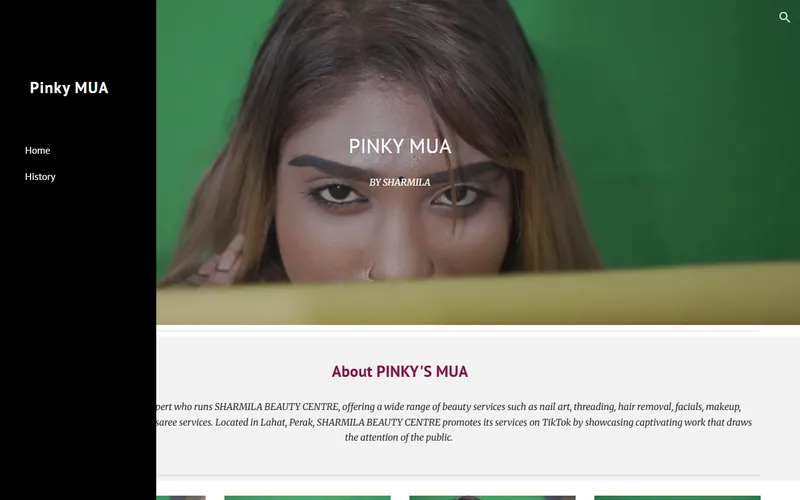 Pinky MUA
Home
History
PINKY MUA
BY SHARMILA
About PINKY'S MUA
who runs SHARMILA BEAUTY CENTRE, offering a wide range of beauty services such as nail art, threading, hair removal, facials, makeup,
saree services. Located in Lahat, Perak, SHARMILA BEAUTY CENTRE promotes its services on TikTok by showcasing captivating work that draws
the attention of the public.